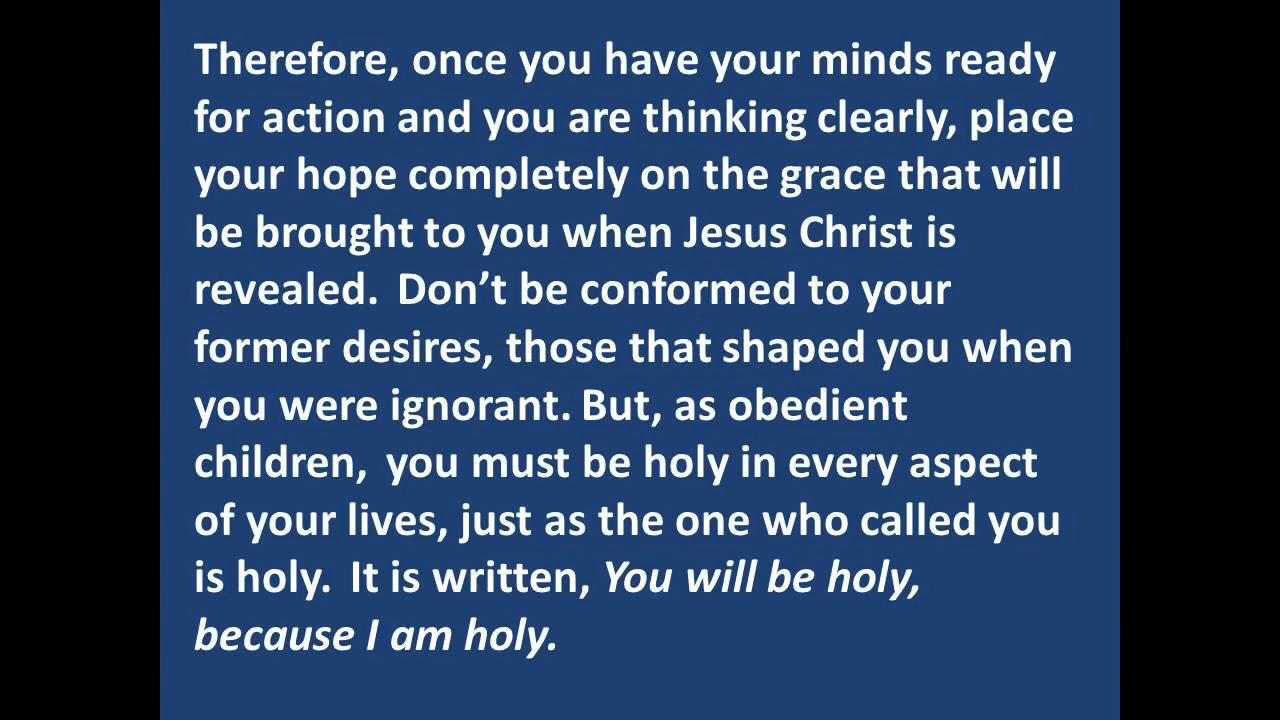 Therefore, once you have your minds ready
for action and you are thinking clearly, place
your hope completely on the grace that will
be brought to you when Jesus Christ is
revealed.  Don’t be conformed to your
former desires, those that shaped you when
you were ignorant. But, as obedient
children,  you must be holy in every aspect
of your lives, just as the one who called you
is holy.  It is written, You will be holy,
because I am holy.